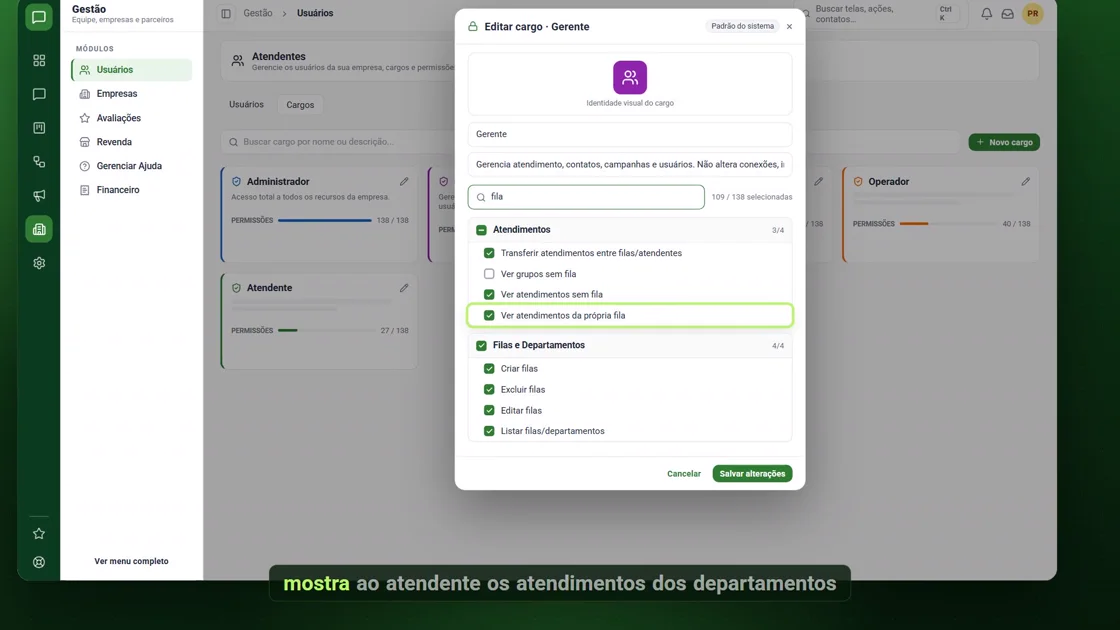 Gestão
Equipe, empresas e parceiros
MÓDULOS
Usuários
Empresas
Avaliações
Revenda
Gerenciar Ajuda
Financeiro
Ver menu completo
Gestão
Usuários
Buscar telas, ações, contatos...
Ctrl K
PR
Atendentes
Gerencie os usuários da sua empresa, cargos e permissõe
Usuários
Cargos
Buscar cargo por nome ou descrição...
+ Novo cargo
Administrador
Acesso total a todos os recursos da empresa.
PERMISSÕES
138 / 138
Gere
usuá
PERM
/ 138
Operador
PERMISSÕES
40 / 138
Atendente
PERMISSÕES
27 / 138
Editar cargo · Gerente
Padrão do sistema
×
Identidade visual do cargo
Gerente
Gerencia atendimento, contatos, campanhas e usuários. Não altera conexões, i
fila
109 / 138 selecionadas
Atendimentos
3/4
Transferir atendimentos entre filas/atendentes
Ver grupos sem fila
Ver atendimentos sem fila
Ver atendimentos da própria fila
Filas e Departamentos
4/4
Criar filas
Excluir filas
Editar filas
Listar filas/departamentos
Cancelar
Salvar alterações
mostra ao atendente os atendimentos dos departamentos